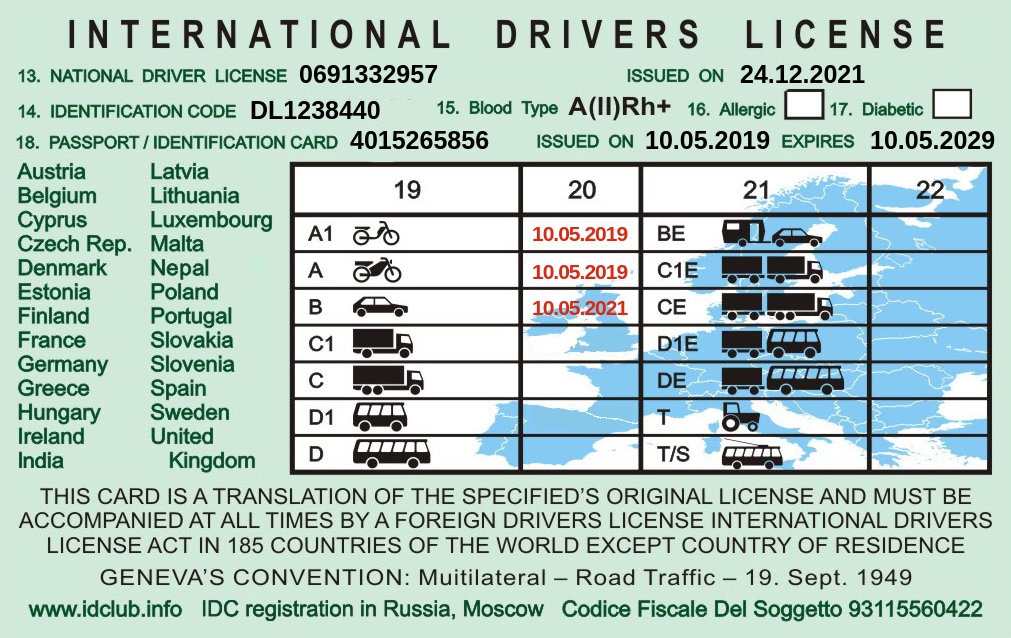 INTERNATIONAL DRIVERS LICENSE
13. NATIONAL DRIVER LICENSE 0691332957 ISSUED ON 24.12.2021
14. IDENTIFICATION CODE DL1238440 15. Blood Type A(II)Rh+ 16. Allergic 17. Diabetic
18. PASSPORT / IDENTIFICATION CARD 4015265856 ISSUED ON 10.05.2019 EXPIRES 10.05.2029
Austria Latvia
Belgium Lithuania
Cyprus Luxembourg
Czech Rep. Malta
Denmark Nepal
Estonia Poland
Finland Portugal
France Slovakia
Germany Slovenia
Greece Spain
Hungary Sweden
Ireland United
India Kingdom
19 20 21 22
A1 10.05.2019 BE
A 10.05.2019 C1E
B 10.05.2021 CE
C1 D1E
C DE
D1 T
D T/S
THIS CARD IS A TRANSLATION OF THE SPECIFIED'S ORIGINAL LICENSE AND MUST BE
ACCOMPANIED AT ALL TIMES BY A FOREIGN DRIVERS LICENSE INTERNATIONAL DRIVERS
LICENSE ACT IN 185 COUNTRIES OF THE WORLD EXCEPT COUNTRY OF RESIDENCE
GENEVA'S CONVENTION: Muitilateral – Road Traffic – 19. Sept. 1949
www.idclub.info IDC registration in Russia, Moscow Codice Fiscale Del Soggetto 93115560422